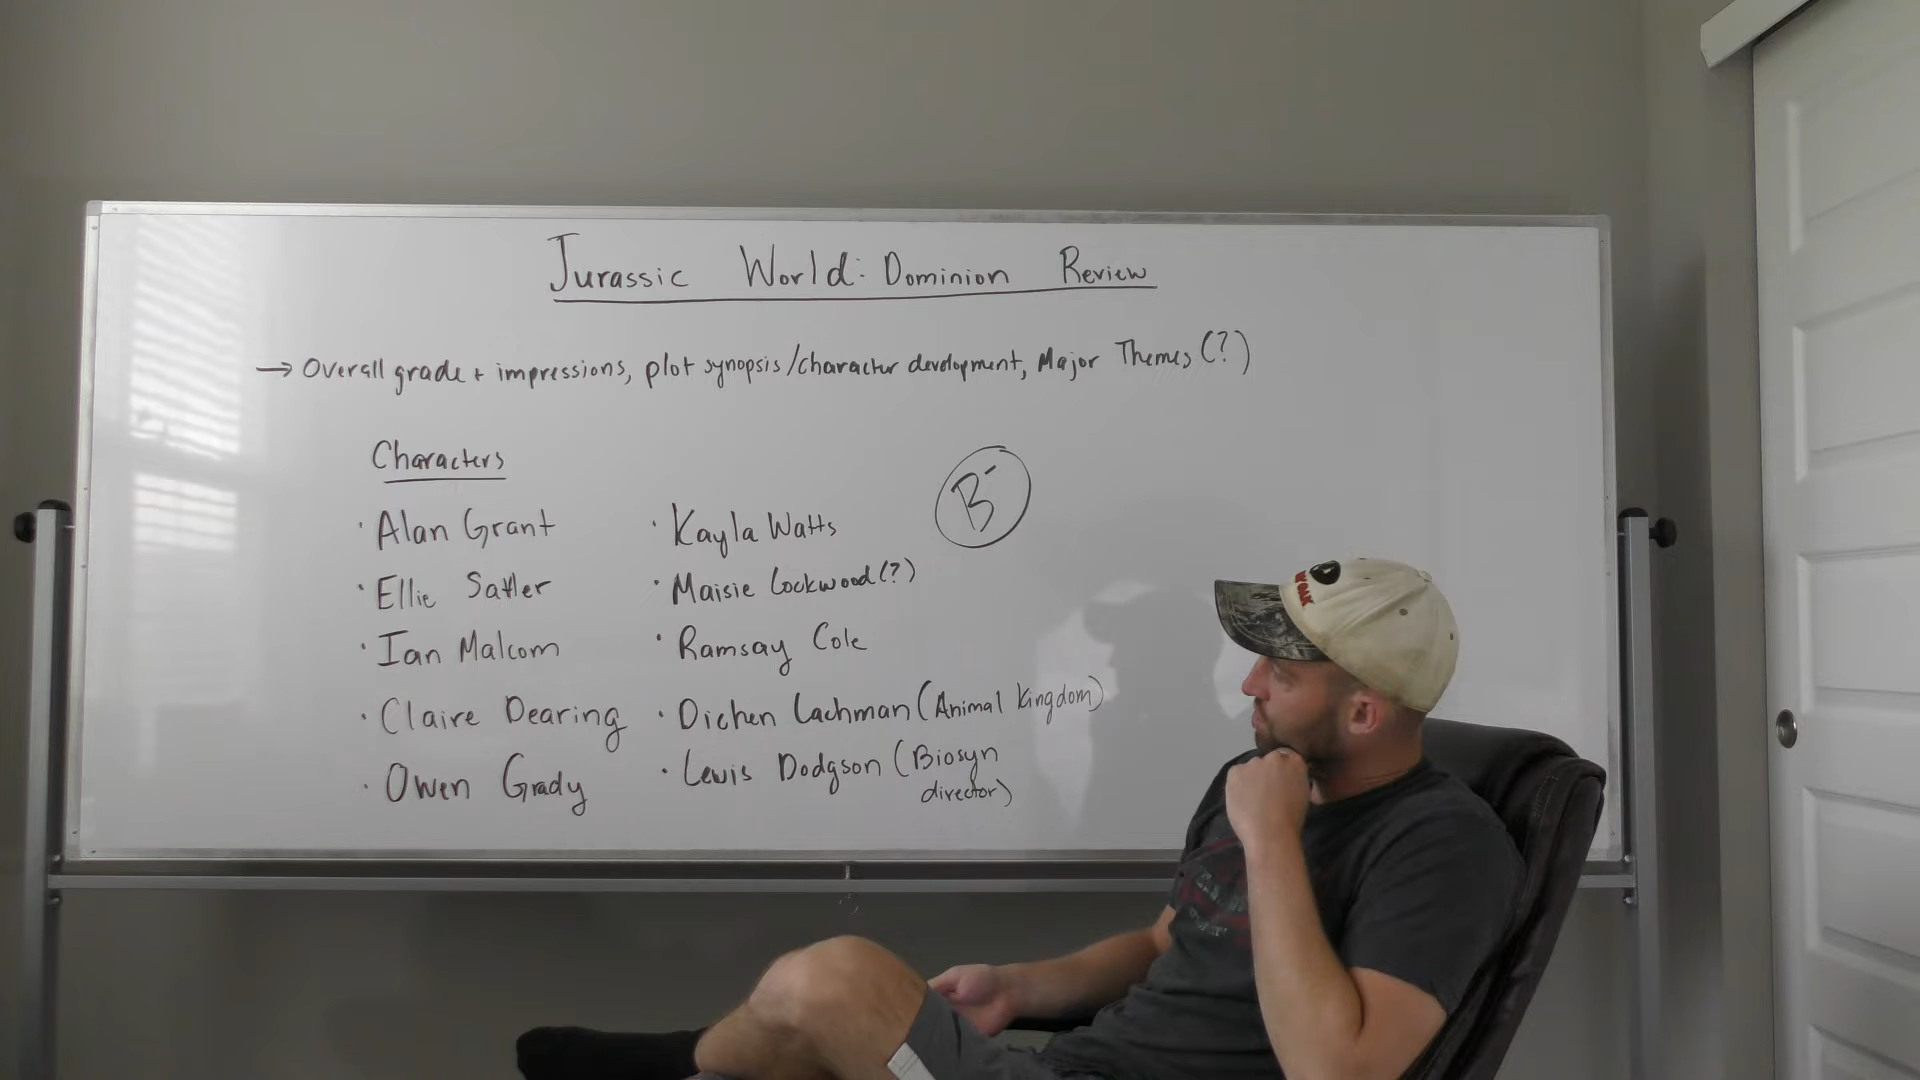 Jurassic World: Dominion Review
→ Overall grade + impressions, plot synopsis/character development, Major Themes (?)
Characters
· Alan Grant
· Ellie Sattler
· Ian Malcom
· Claire Dearing
· Owen Grady
· Kayla Watts
· Maisie Lockwood (?)
· Ramsay Cole
· Dichen Lachman (Animal Kingdom)
· Lewis Dodgson (Biosyn
director)
B-